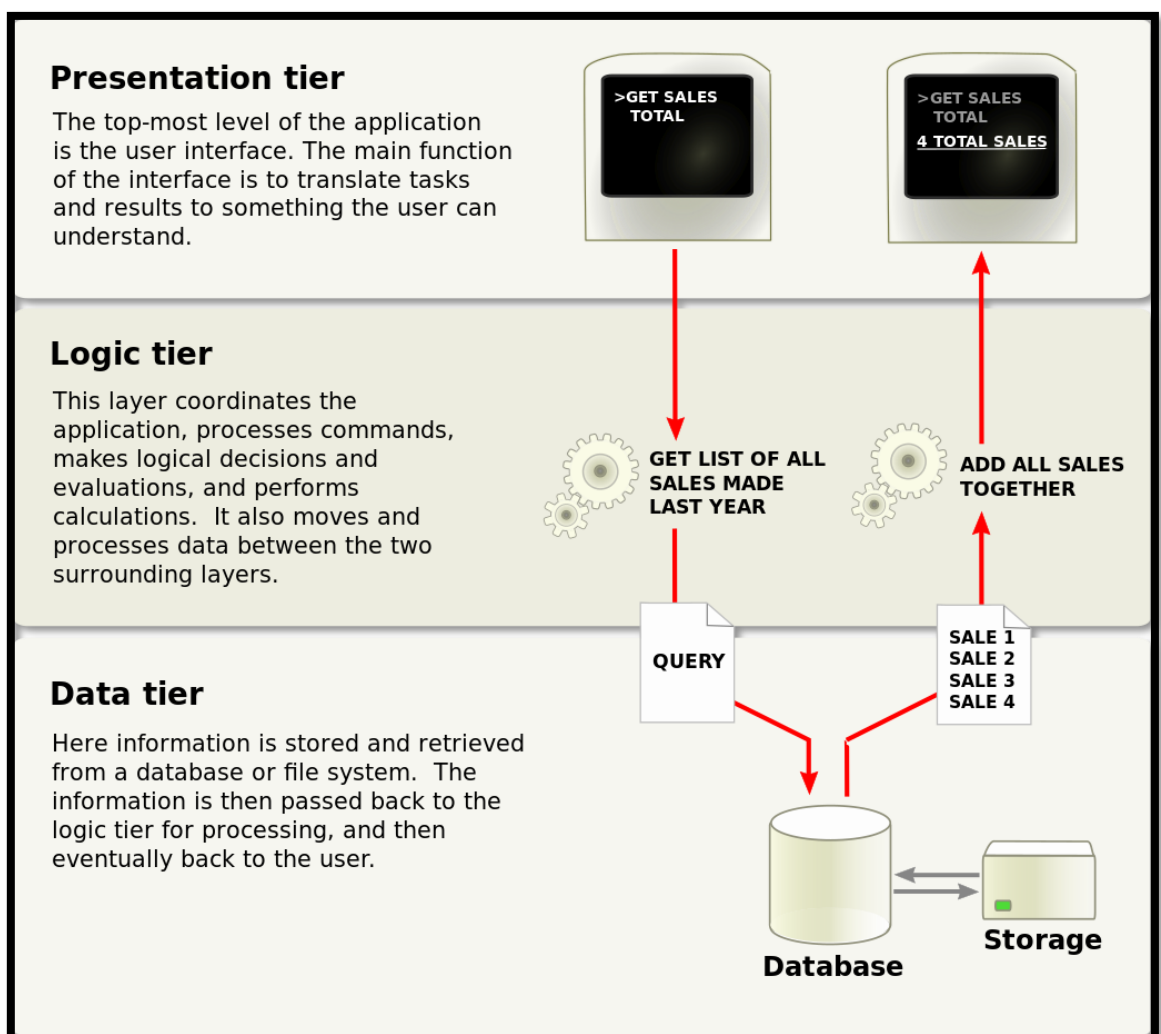 Presentation tier
The top-most level of the application
is the user interface. The main function
of the interface is to translate tasks
and results to something the user can
understand.
>GET SALES
TOTAL
>GET SALES
TOTAL
4 TOTAL SALES
Logic tier
This layer coordinates the
application, processes commands,
makes logical decisions and
evaluations, and performs
calculations.  It also moves and
processes data between the two
surrounding layers.
GET LIST OF ALL
SALES MADE
LAST YEAR
ADD ALL SALES
TOGETHER
QUERY
SALE 1
SALE 2
SALE 3
SALE 4
Data tier
Here information is stored and retrieved
from a database or file system.  The
information is then passed back to the
logic tier for processing, and then
eventually back to the user.
Database
Storage